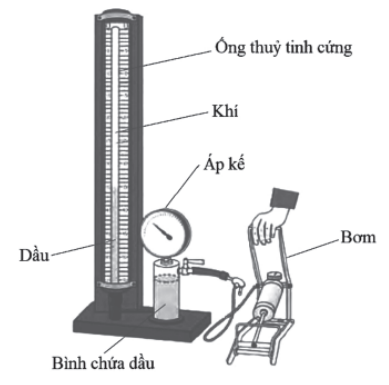 Ống thuỷ tinh cứng
Khí
Áp kế
Bơm
Dầu
Bình chứa dầu